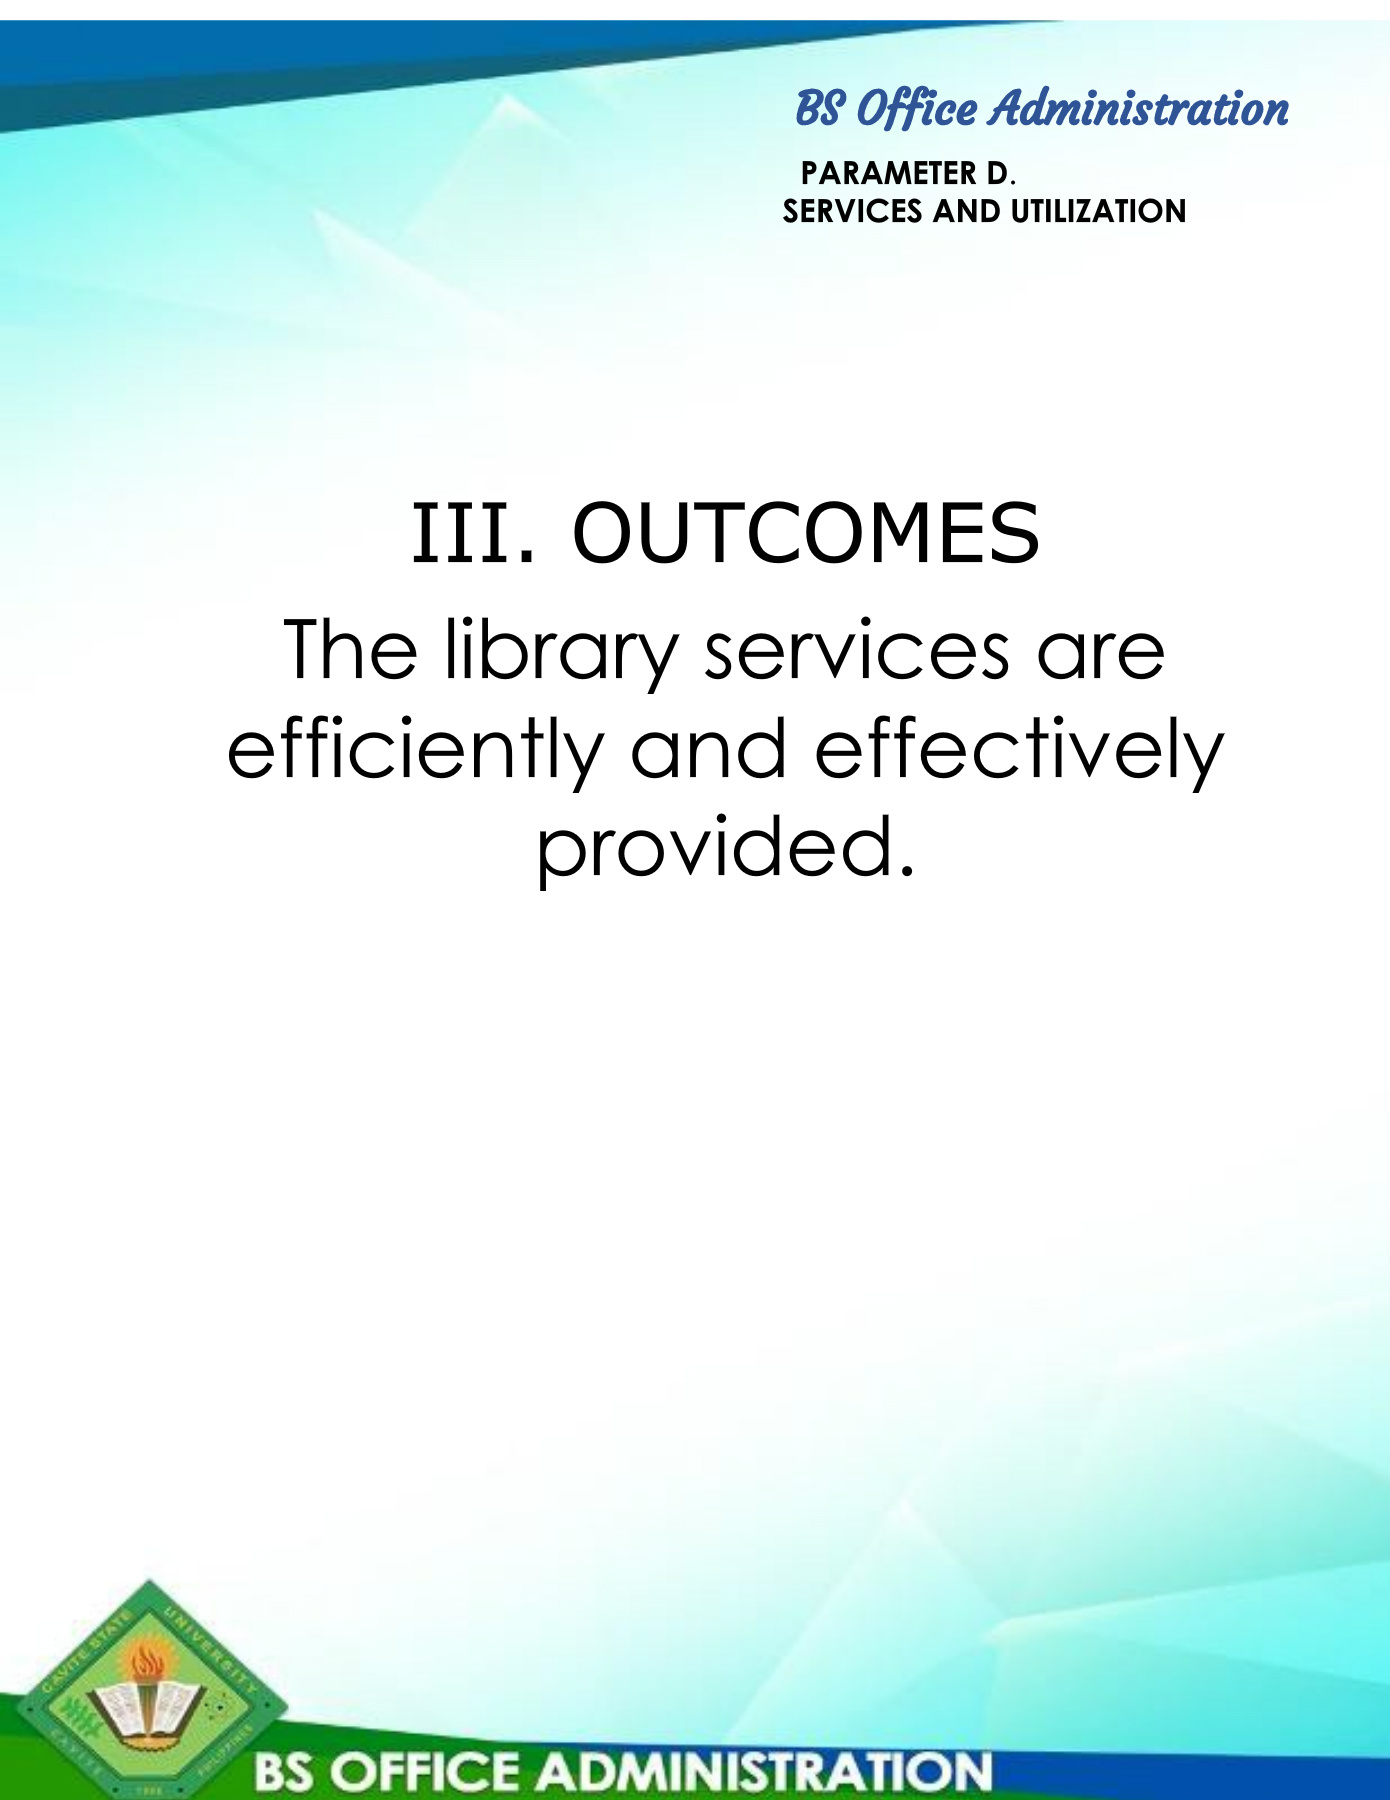 BS Office Administration
PARAMETER D.
SERVICES AND UTILIZATION
III. OUTCOMES
The library services are
efficiently and effectively
provided.
CAVITE STATE UNIVERSITY
CAVITE PHILIPPINES
BS OFFICE ADMINISTRATION